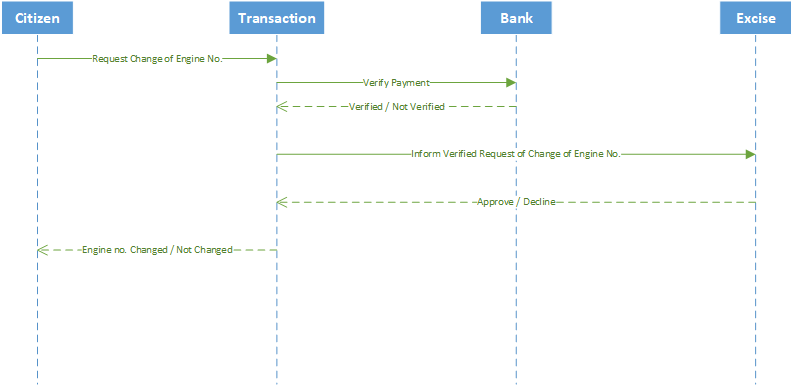 Citizen
Transaction
Bank
Excise
Request Change of Engine No.
Verify Payment
Verified / Not Verified
Inform Verified Request of Change of Engine No.
Approve / Decline
Engine no. Changed / Not Changed